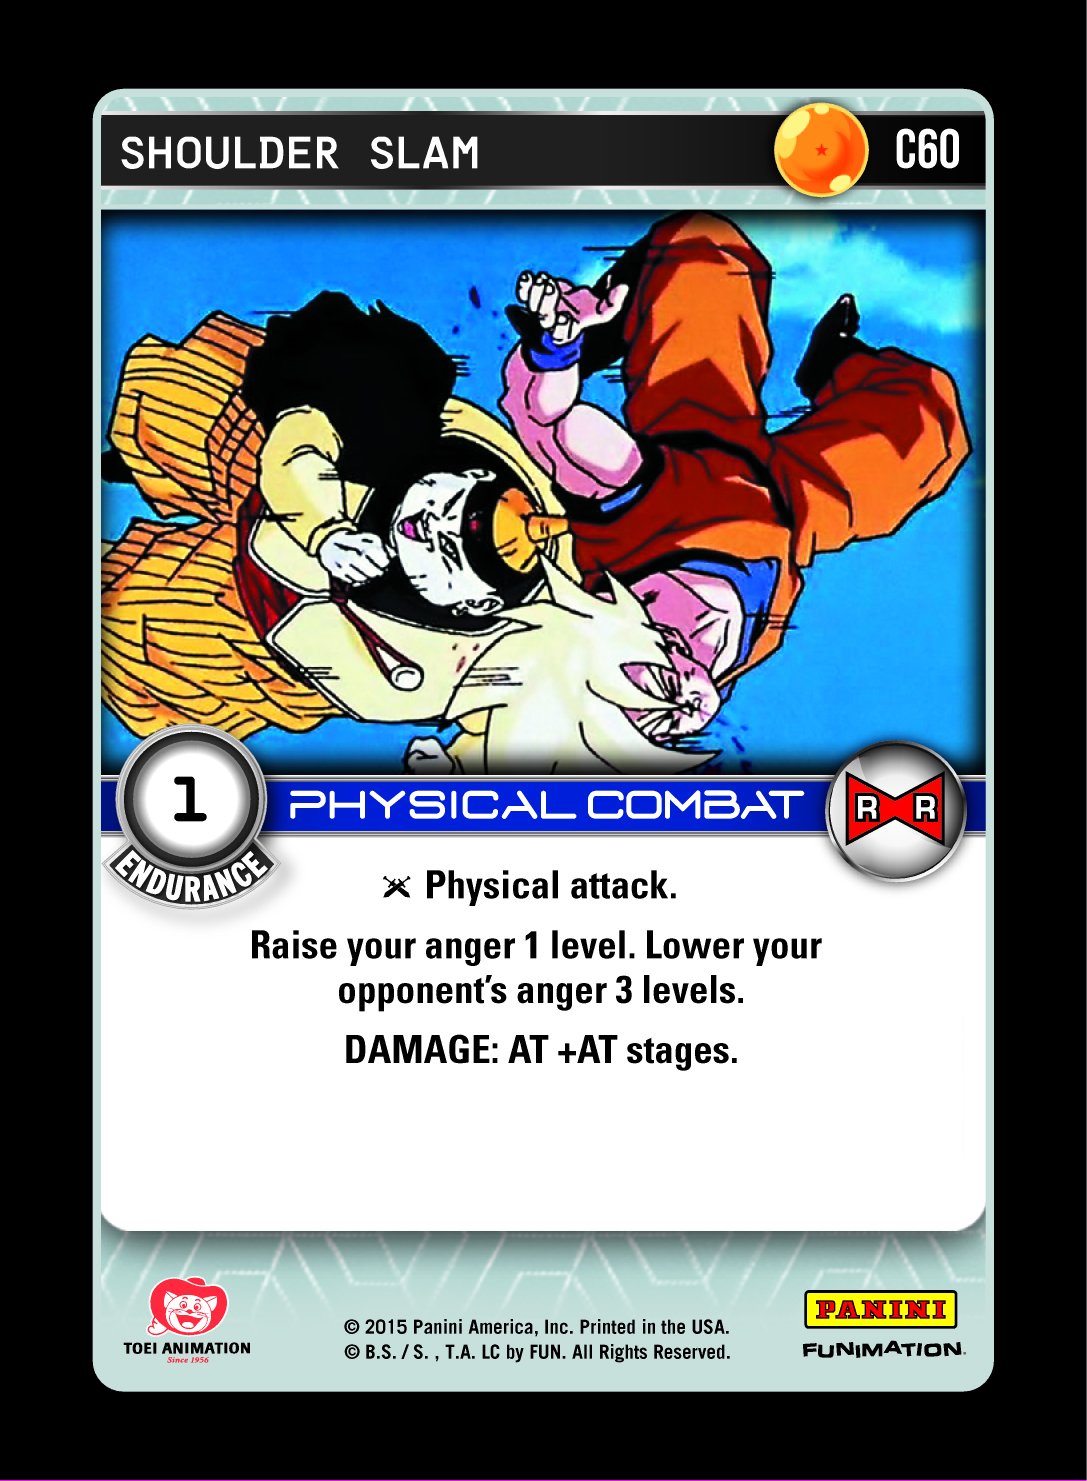 SHOULDER SLAM
C60
1
ENDURANCE
PHYSICAL COMBAT
R R
Physical attack.
Raise your anger 1 level. Lower your
opponent's anger 3 levels.
DAMAGE: AT +AT stages.
TOEI ANIMATION
Since 1956
© 2015 Panini America, Inc. Printed in the USA.
© B.S. / S. , T.A. LC by FUN. All Rights Reserved.
PANINI
FUNIMATION